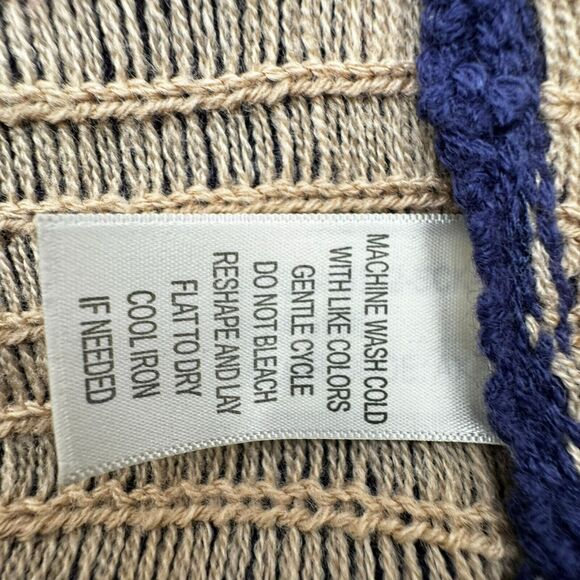 MACHINE WASH COLD
WITH LIKE COLORS
GENTLE CYCLE
DO NOT BLEACH
RESHAPE AND LAY
FLAT TO DRY
COOL IRON
IF NEEDED